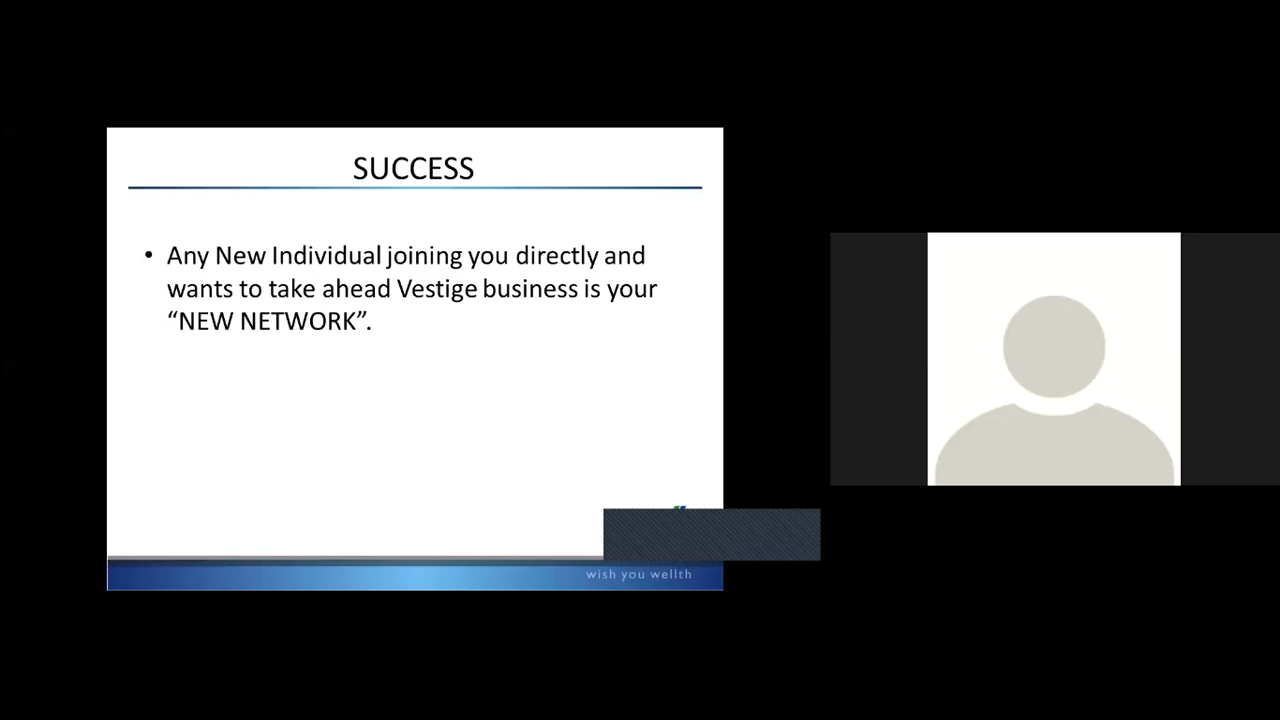 SUCCESS
• Any New Individual joining you directly and
wants to take ahead Vestige business is your
“NEW NETWORK”.
wish you wellth